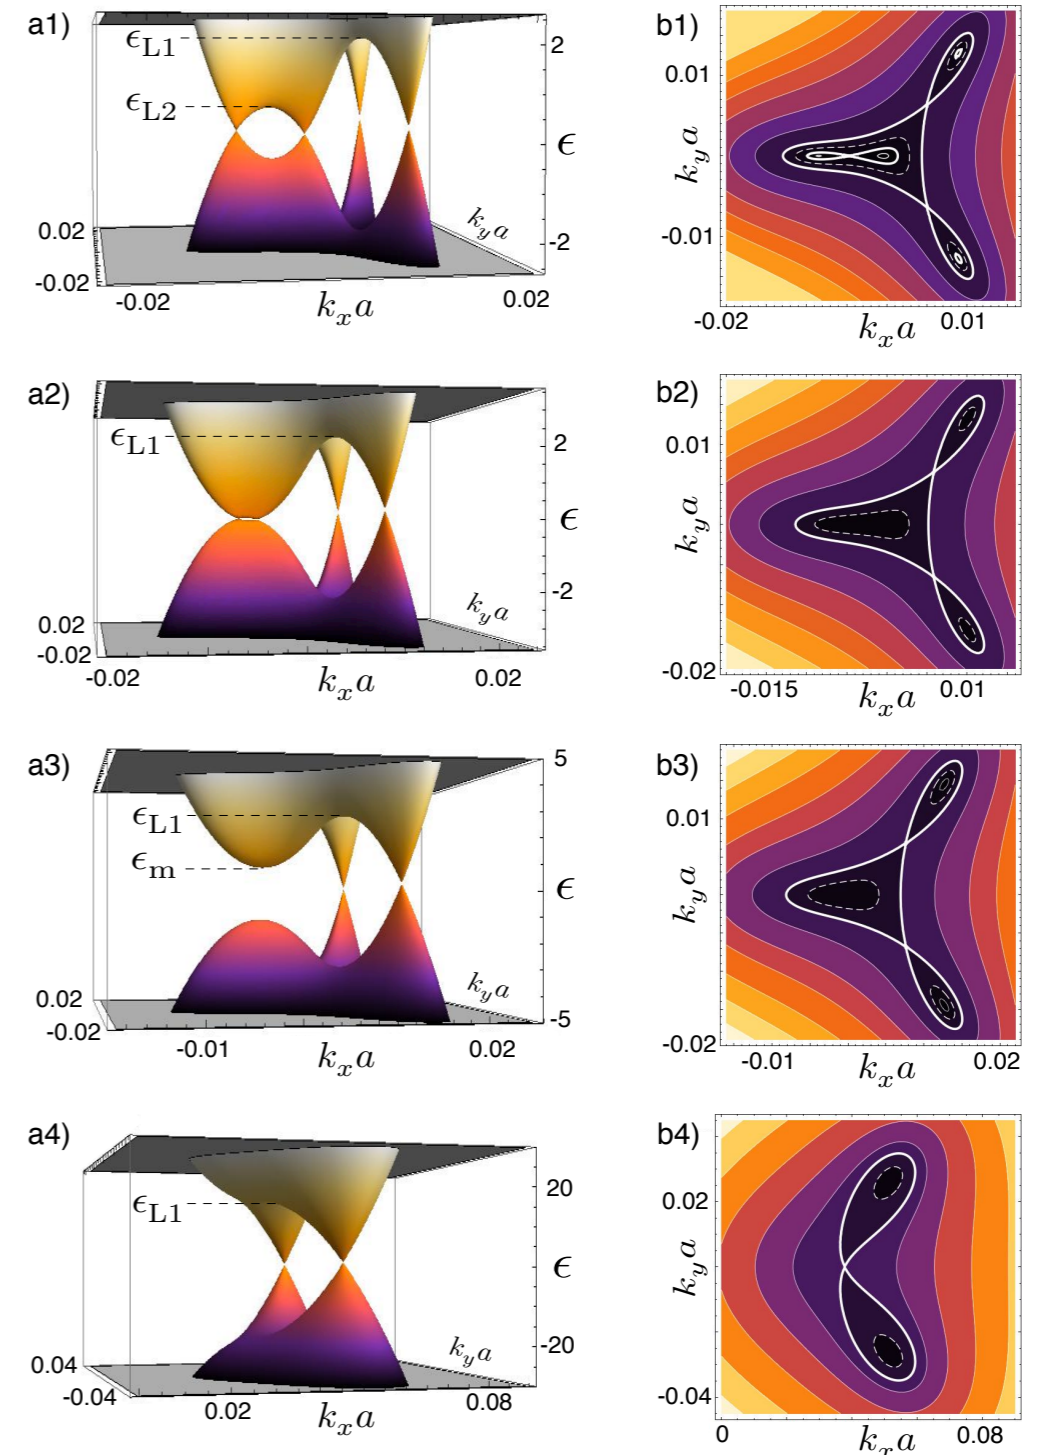 a1)
ϵL1
ϵL2
2
ϵ
-2
kya
0.02
-0.02
-0.02
kxa
0.02
b1)
0.01
kya
-0.01
-0.02
kxa
0.01
a2)
ϵL1
2
ϵ
-2
kya
0.02
-0.02
-0.02
kxa
0.02
b2)
0.01
kya
-0.02
-0.015
kxa
0.01
a3)
5
ϵL1
ϵm
ϵ
kya
-5
0.02
-0.02
-0.01
kxa
0.02
b3)
0.01
kya
-0.02
-0.01
kxa
0.02
a4)
ϵL1
20
ϵ
-20
kya
0.04
-0.04
0.02
kxa
0.08
b4)
0.02
kya
-0.04
0
kxa
0.08